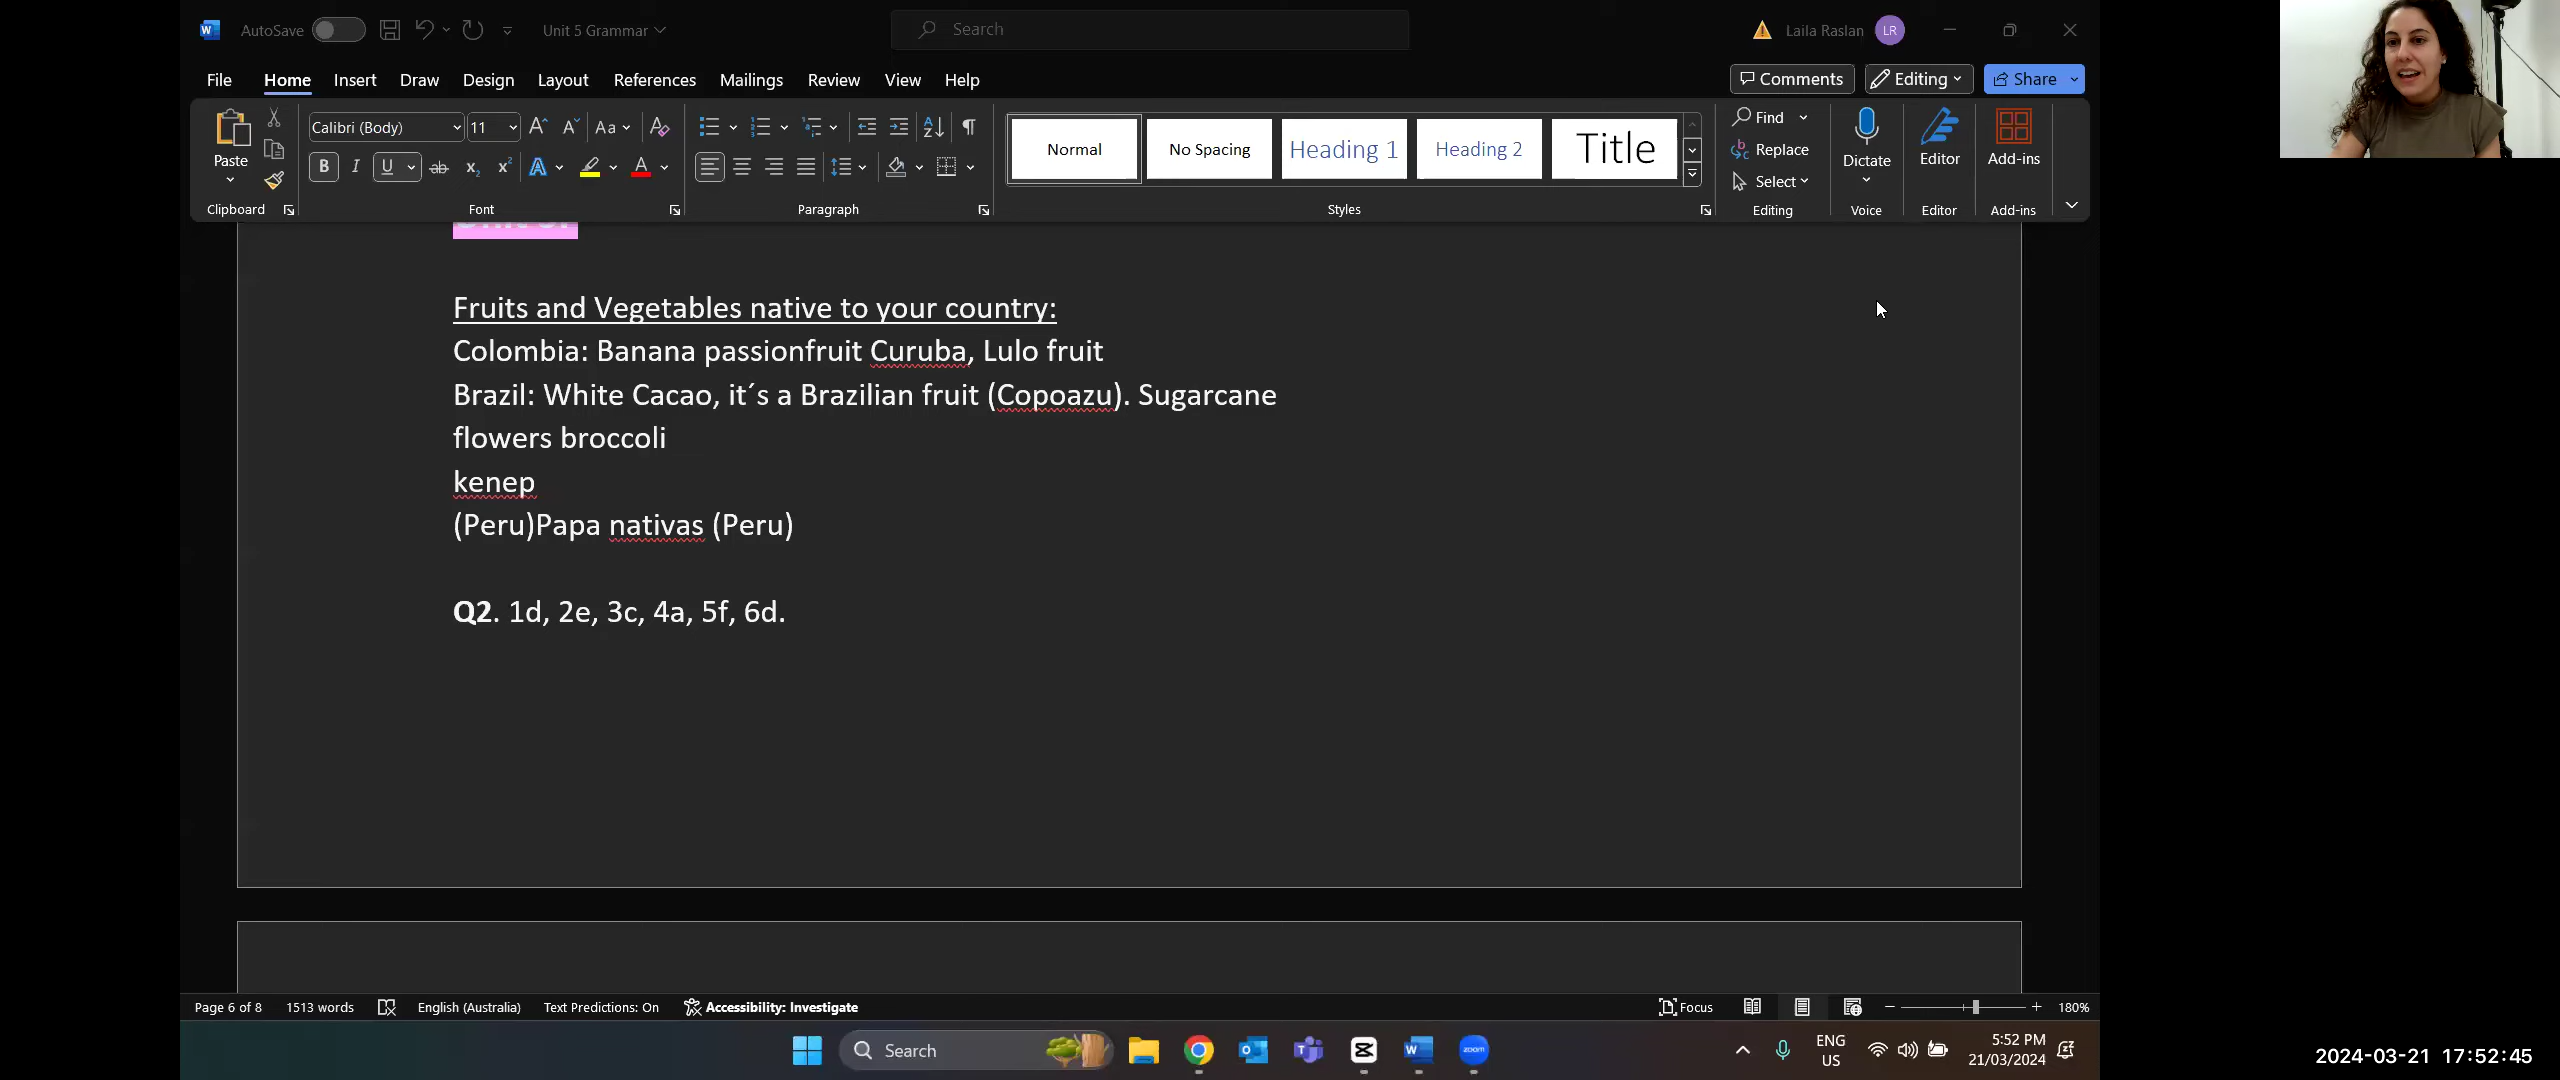 AutoSave
Unit 5 Grammar
Search
Laila Raslan
LR
File Home Insert Draw Design Layout References Mailings Review View Help
Comments
Editing
Share
Paste
Clipboard
Calibri (Body) 11
Font
Paragraph
Normal
No Spacing
Heading 1
Heading 2
Title
Styles
Find
Replace
Select
Editing
Dictate
Voice
Editor
Editor
Add-ins
Add-ins
Fruits and Vegetables native to your country:
Colombia: Banana passionfruit Curuba, Lulo fruit
Brazil: White Cacao, it´s a Brazilian fruit (Copoazu). Sugarcane
flowers broccoli
kenep
(Peru)Papa nativas (Peru)
Q2. 1d, 2e, 3c, 4a, 5f, 6d.
Page 6 of 8 1513 words English (Australia) Text Predictions: On Accessibility: Investigate
Focus
180%
Search
zoom
ENG
US
5:52 PM
21/03/2024
2024-03-21 17:52:45